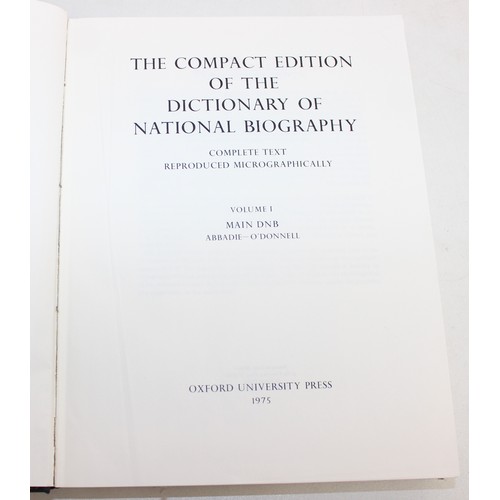 THE COMPACT EDITION
OF THE
DICTIONARY OF
NATIONAL BIOGRAPHY
COMPLETE TEXT
REPRODUCED MICROGRAPHICALLY
VOLUME I
MAIN DNB
ABBADIE—O'DONNELL
OXFORD UNIVERSITY PRESS
1975